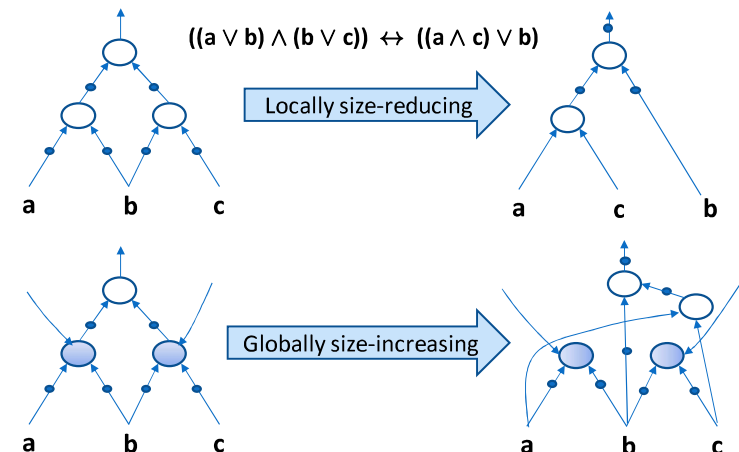 ((a ∨ b) ∧ (b ∨ c)) ↔ ((a ∧ c) ∨ b)
Locally size-reducing
a b c
a c b
Globally size-increasing
a b c
a b c